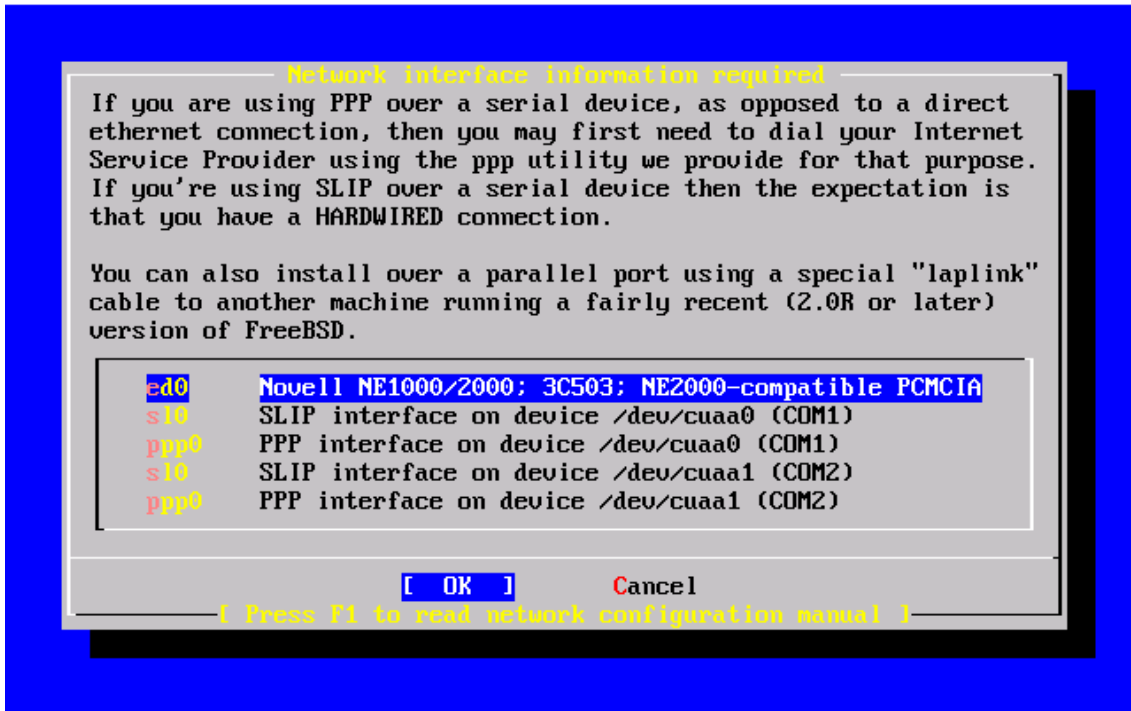 Network interface information required
If you are using PPP over a serial device, as opposed to a direct
ethernet connection, then you may first need to dial your Internet
Service Provider using the ppp utility we provide for that purpose.
If you're using SLIP over a serial device then the expectation is
that you have a HARDWIRED connection.
You can also install over a parallel port using a special "laplink"
cable to another machine running a fairly recent (2.0R or later)
version of FreeBSD.
ed0 Novell NE1000/2000; 3C503; NE2000-compatible PCMCIA
sl0 SLIP interface on device /dev/cuaa0 (COM1)
ppp0 PPP interface on device /dev/cuaa0 (COM1)
sl0 SLIP interface on device /dev/cuaa1 (COM2)
ppp0 PPP interface on device /dev/cuaa1 (COM2)
[ OK ] Cancel
[ Press F1 to read network configuration manual ]